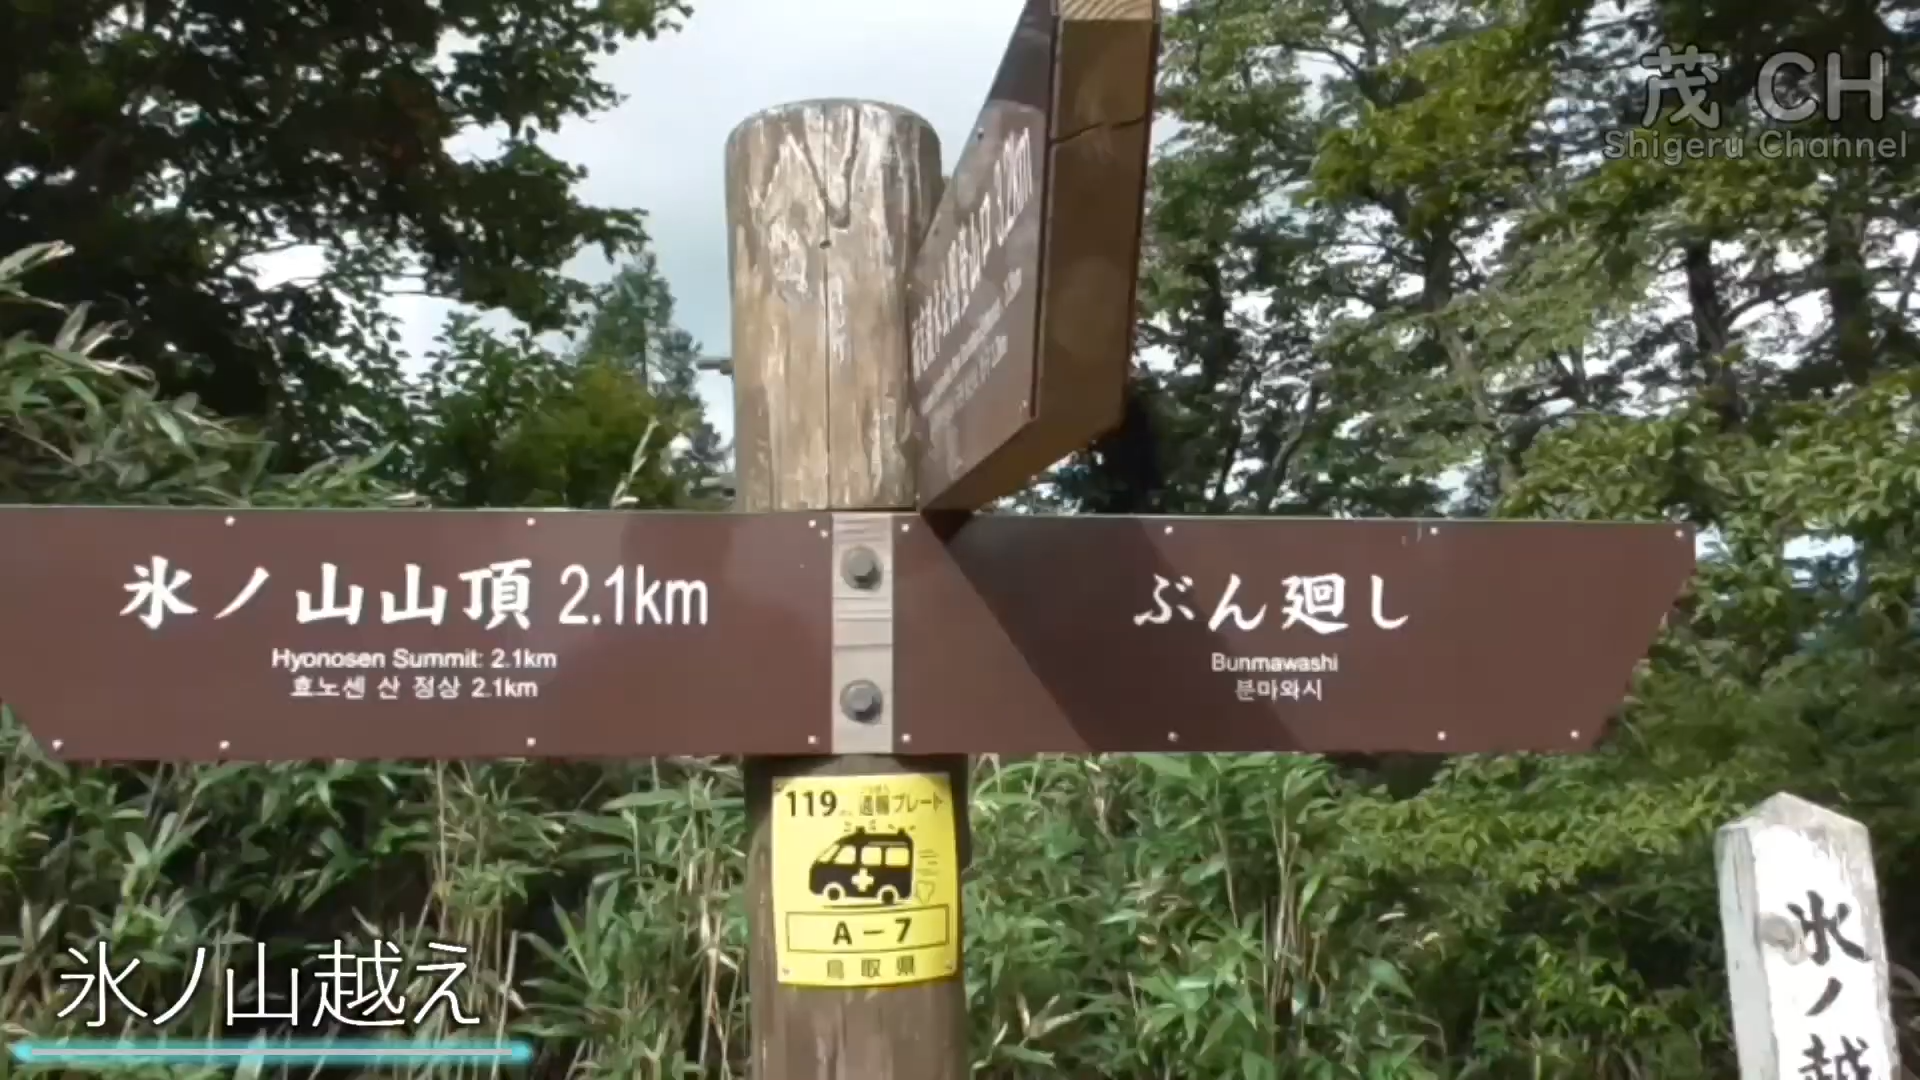 茂 CH
Shigeru Channel
氷ノ山山頂 2.1km
Hyonosen Summit: 2.1km
효노센 산 정상 2.1km
ぶん廻し
Bunmawashi
분마와시
119 通報プレート
A-7
鳥取県
氷ノ越
氷ノ山越え